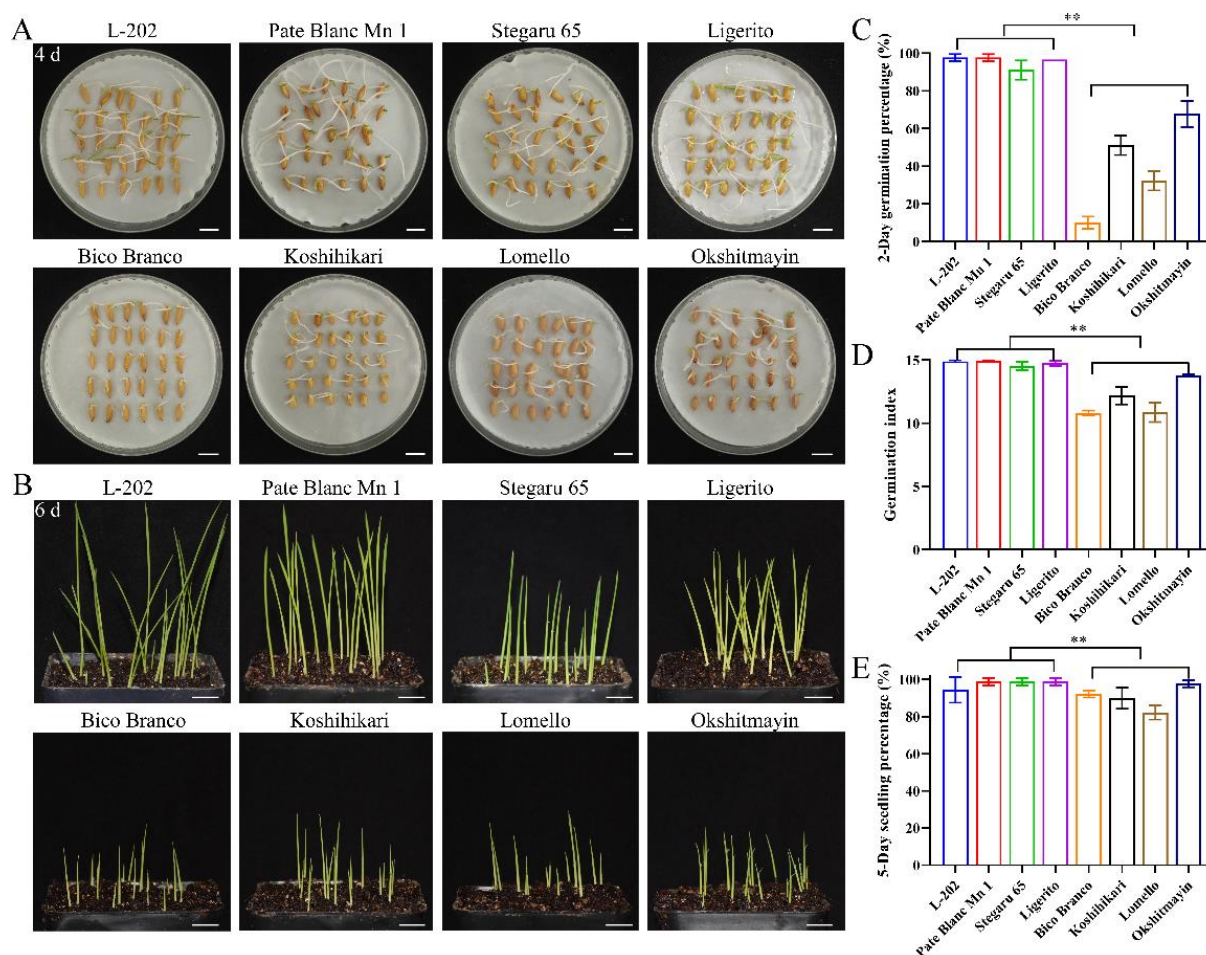 A
L-202
Pate Blanc Mn 1
Stegaru 65
Ligerito
4 d
Bico Branco
Koshihikari
Lomello
Okshitmayin
B
L-202
Pate Blanc Mn 1
Stegaru 65
Ligerito
6 d
Bico Branco
Koshihikari
Lomello
Okshitmayin
C
**
2-Day germination percentage (%)
100
80
60
40
20
0
L-202
Pate Blanc Mn 1
Stegaru 65
Ligerito
Bico Branco
Koshihikari
Lomello
Okshitmayin
D
**
Germination index
15
10
5
0
L-202
Pate Blanc Mn 1
Stegaru 65
Ligerito
Bico Branco
Koshihikari
Lomello
Okshitmayin
E
**
5-Day seedling percentage (%)
100
80
60
40
20
0
L-202
Pate Blanc Mn 1
Stegaru 65
Ligerito
Bico Branco
Koshihikari
Lomello
Okshitmayin